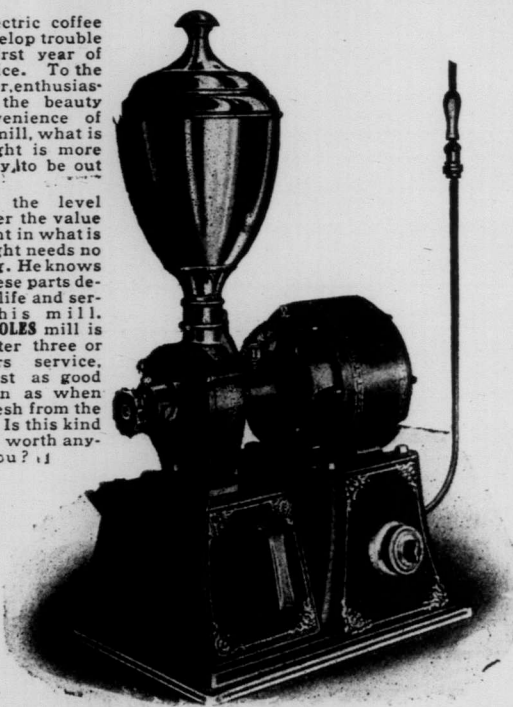 ectric coffee
elop trouble
rst year of
ce. To the
r, enthusias-
the beauty
venience of
mill, what is
ght is more
y, to be out
the level
er the value
nt in what is
ght needs no
g. He knows
ese parts de-
life and ser-
his mill.
OLES mill is
ter three or
rs service,
st as good
n as when
esh from the
Is this kind
worth any-
ou?